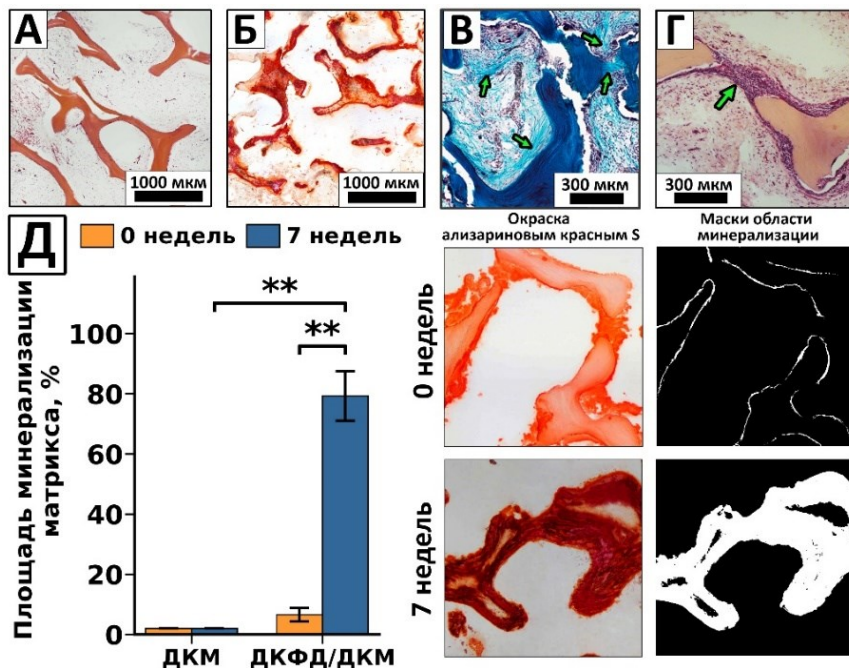 А
Б
В
Г
1000 мкм
1000 мкм
300 мкм
300 мкм
Д
0 недель
7 недель
Окраска
ализариновым красным S
Маски области
минерализации
Площадь минерализации
матрикса, %
100
80
60
40
20
0
**
**
ДКМ
ДКФД/ДКМ
0 недель
7 недель